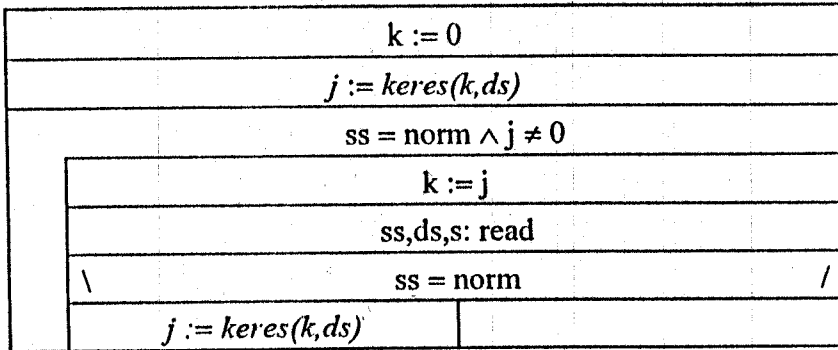 k := 0
j := keres(k,ds)
ss = norm ∧ j ≠ 0
k := j
ss,ds,s: read
\ ss = norm /
j := keres(k,ds)